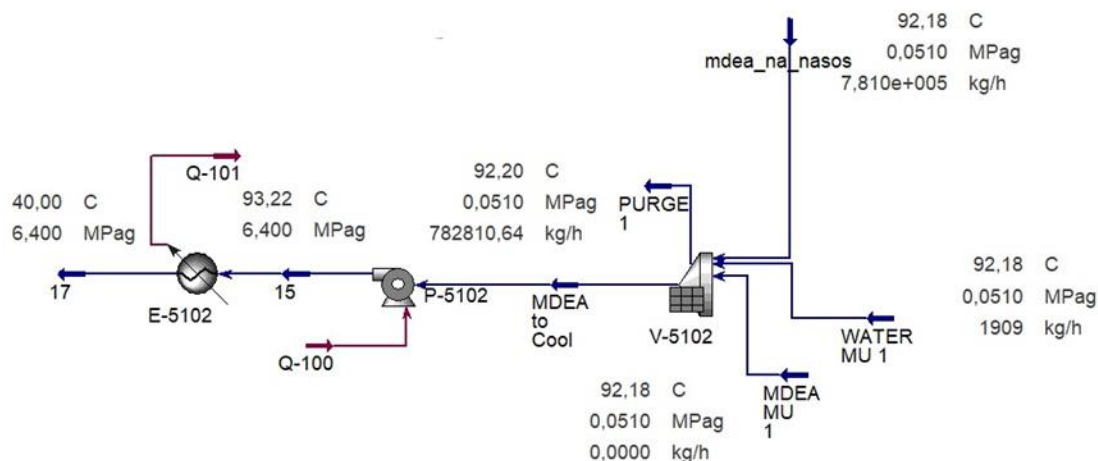 92,18 C
0,0510 MPag
mdea_na_nasos
7,810e+005 kg/h
Q-101
40,00 C
6,400 MPag
93,22 C
6,400 MPag
92,20 C
0,0510 MPag
782810,64 kg/h
PURGE
1
17
E-5102
15
P-5102
MDEA
to
Cool
V-5102
92,18 C
0,0510 MPag
1909 kg/h
WATER
MU 1
Q-100
MDEA
MU
1
92,18 C
0,0510 MPag
0,0000 kg/h